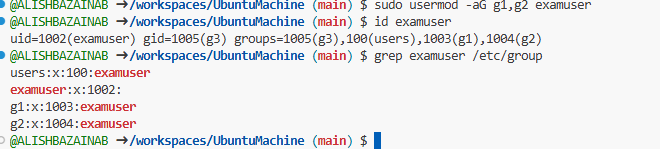 @ALISHBAZAINAB ➜/workspaces/UbuntuMachine (main) $ sudo usermod -aG g1,g2 examuser
@ALISHBAZAINAB ➜/workspaces/UbuntuMachine (main) $ id examuser
uid=1002(examuser) gid=1005(g3) groups=1005(g3),100(users),1003(g1),1004(g2)
@ALISHBAZAINAB ➜/workspaces/UbuntuMachine (main) $ grep examuser /etc/group
users:x:100:examuser
examuser:x:1002:
g1:x:1003:examuser
g2:x:1004:examuser
@ALISHBAZAINAB ➜/workspaces/UbuntuMachine (main) $